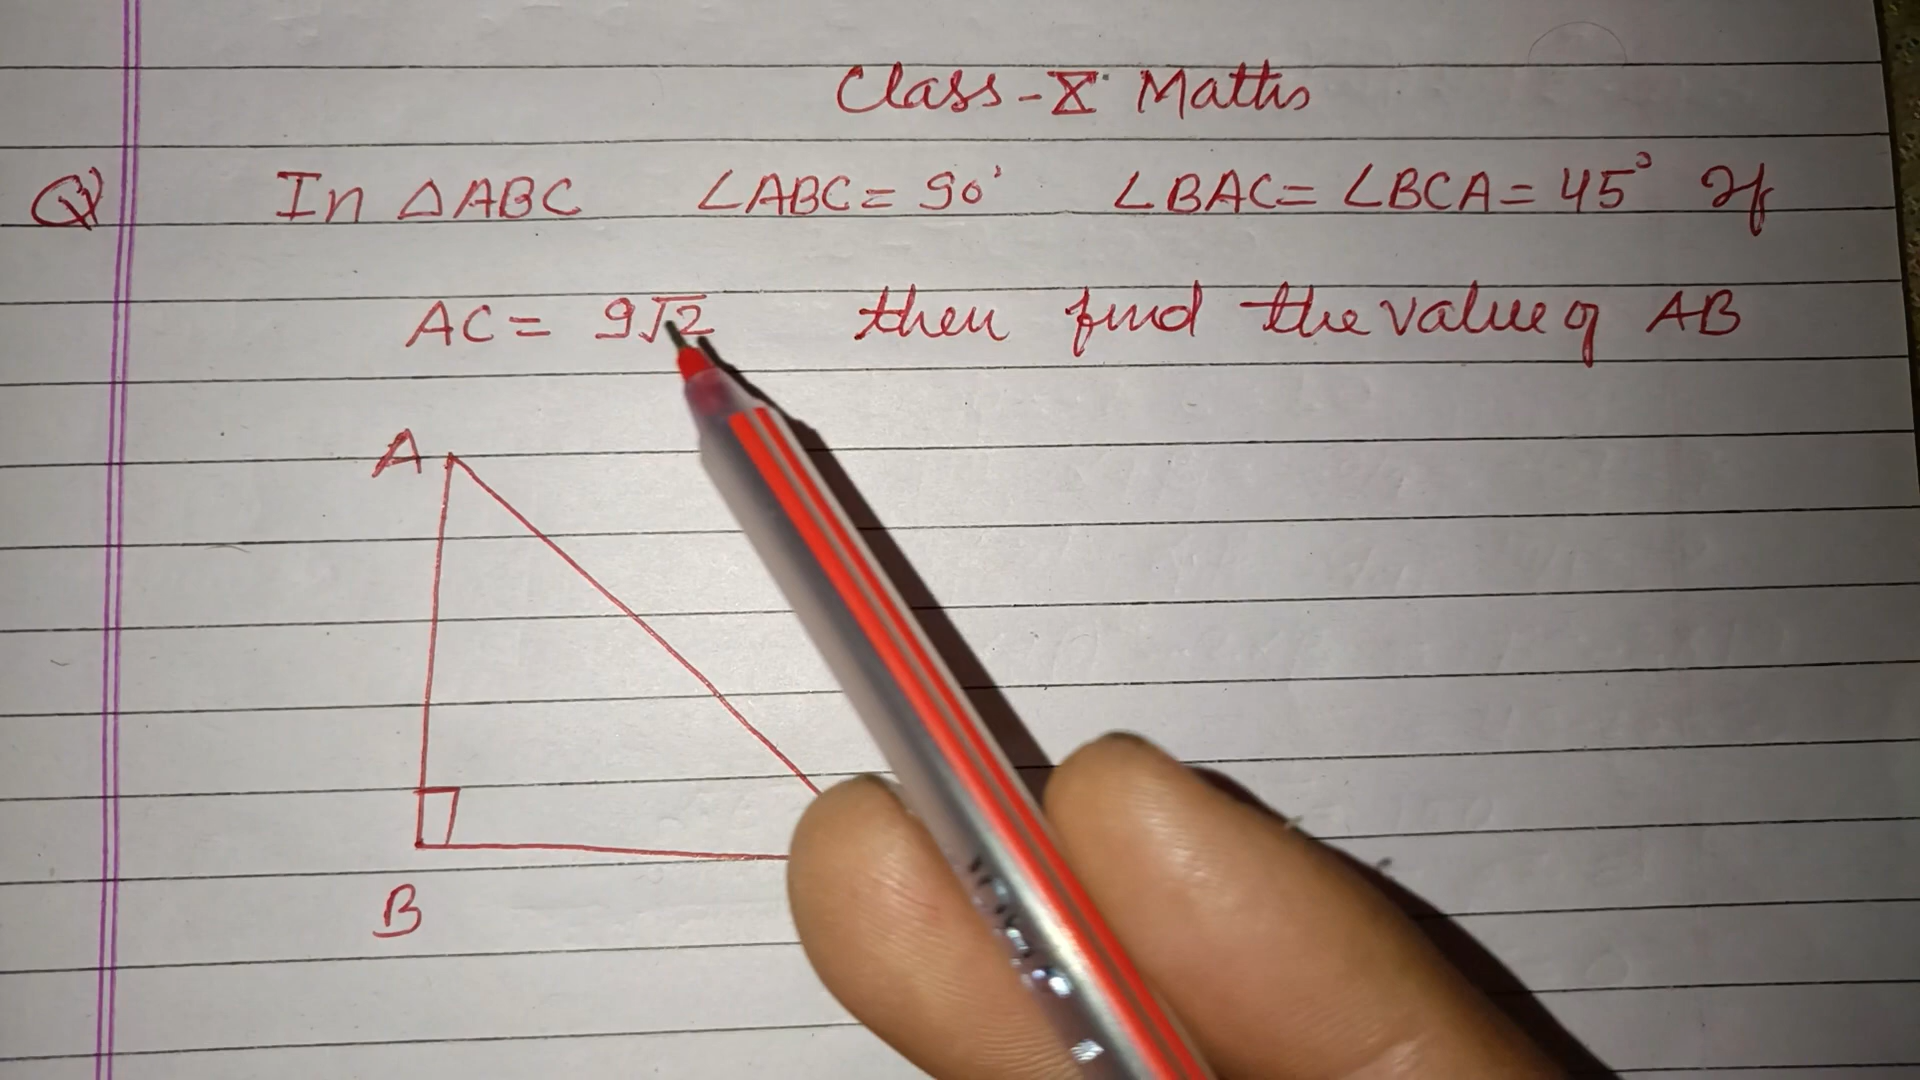 Class-X Maths
Q In △ABC ∠ABC = 90° ∠BAC = ∠BCA = 45° If
AC = 9√2 then find the value of AB
A
B